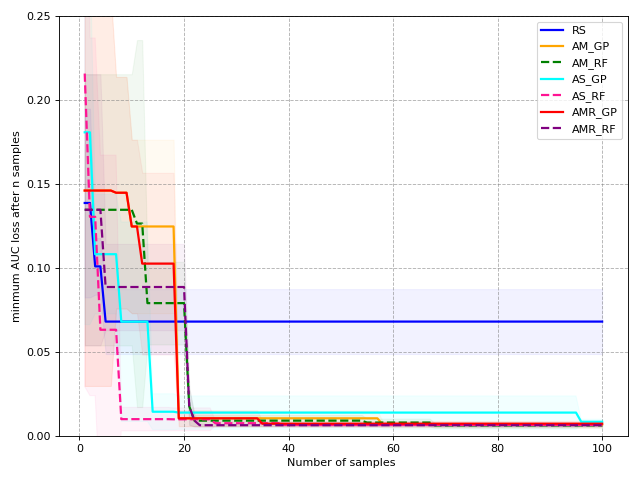 0.25
0.20
0.15
0.10
0.05
0.00
minmum AUC loss after n samples
0
20
40
60
80
100
Number of samples
RS
AM_GP
AM_RF
AS_GP
AS_RF
AMR_GP
AMR_RF